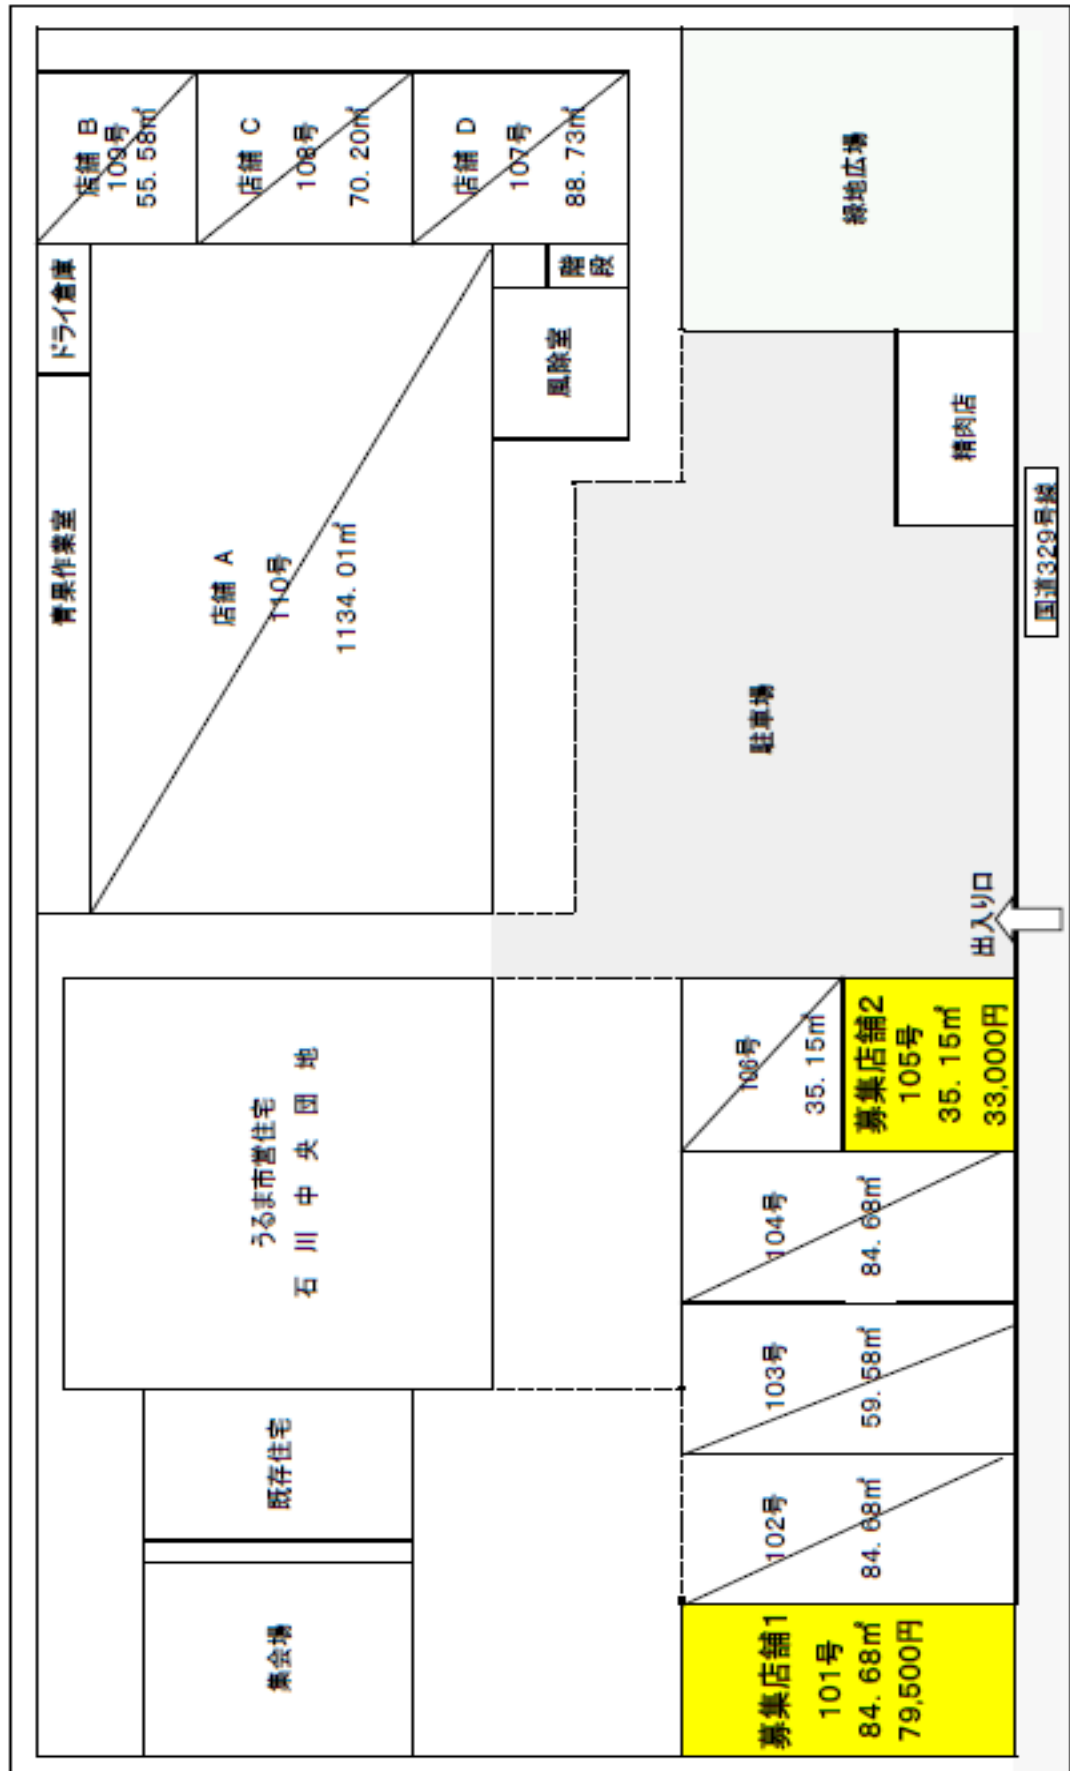 店舗 B
109号
55. 58㎡
店舗 C
108号
70. 20㎡
店舗 D
107号
88. 73㎡
ドライ倉庫
階段
風除室
青果作業室
店舗 A
110号
1134. 01㎡
緑地広場
精肉店
国道329号線
駐車場
出入り口
うるま市営住宅
石 川 中 央 団 地
106号
35. 15㎡
募集店舗2
105号
35. 15㎡
33,000円
104号
84. 68㎡
103号
59. 58㎡
102号
84. 68㎡
既存住宅
集会場
募集店舗1
101号
84. 68㎡
79,500円